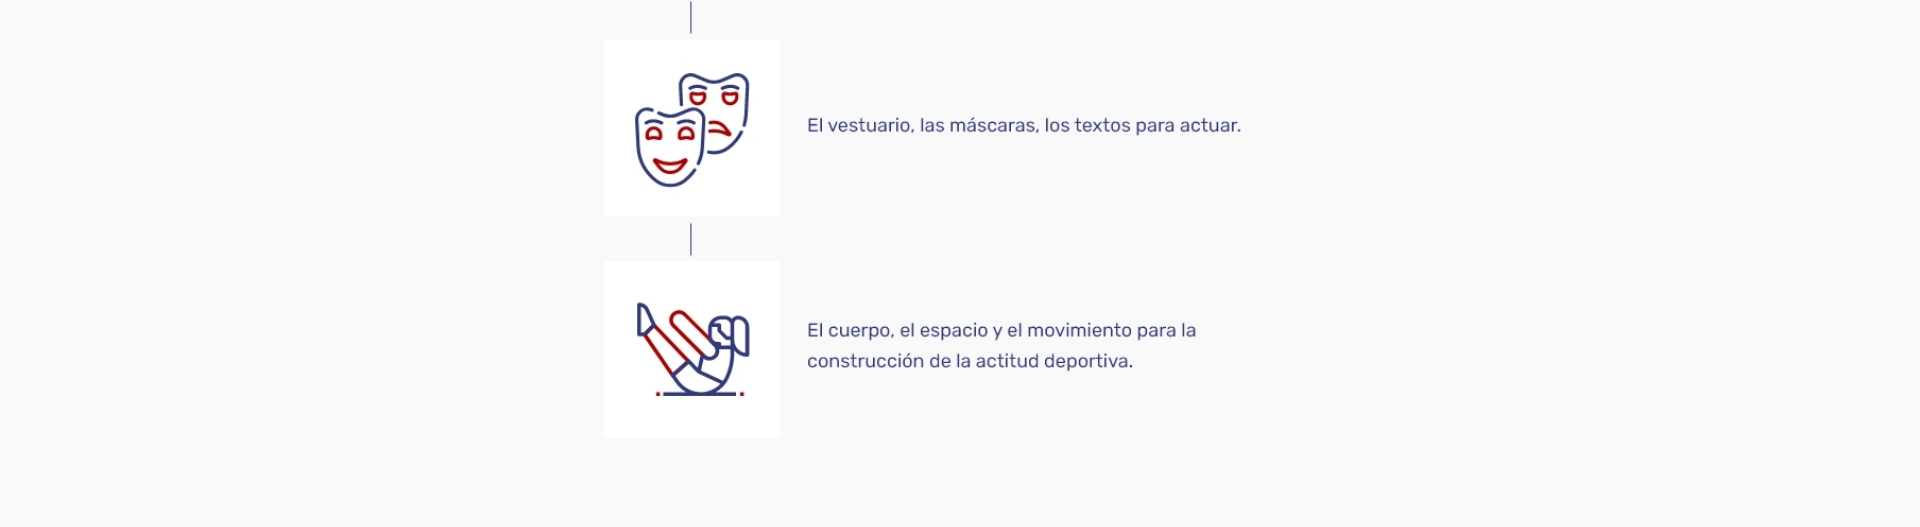 El vestuario, las máscaras, los textos para actuar.
El cuerpo, el espacio y el movimiento para la
construcción de la actitud deportiva.